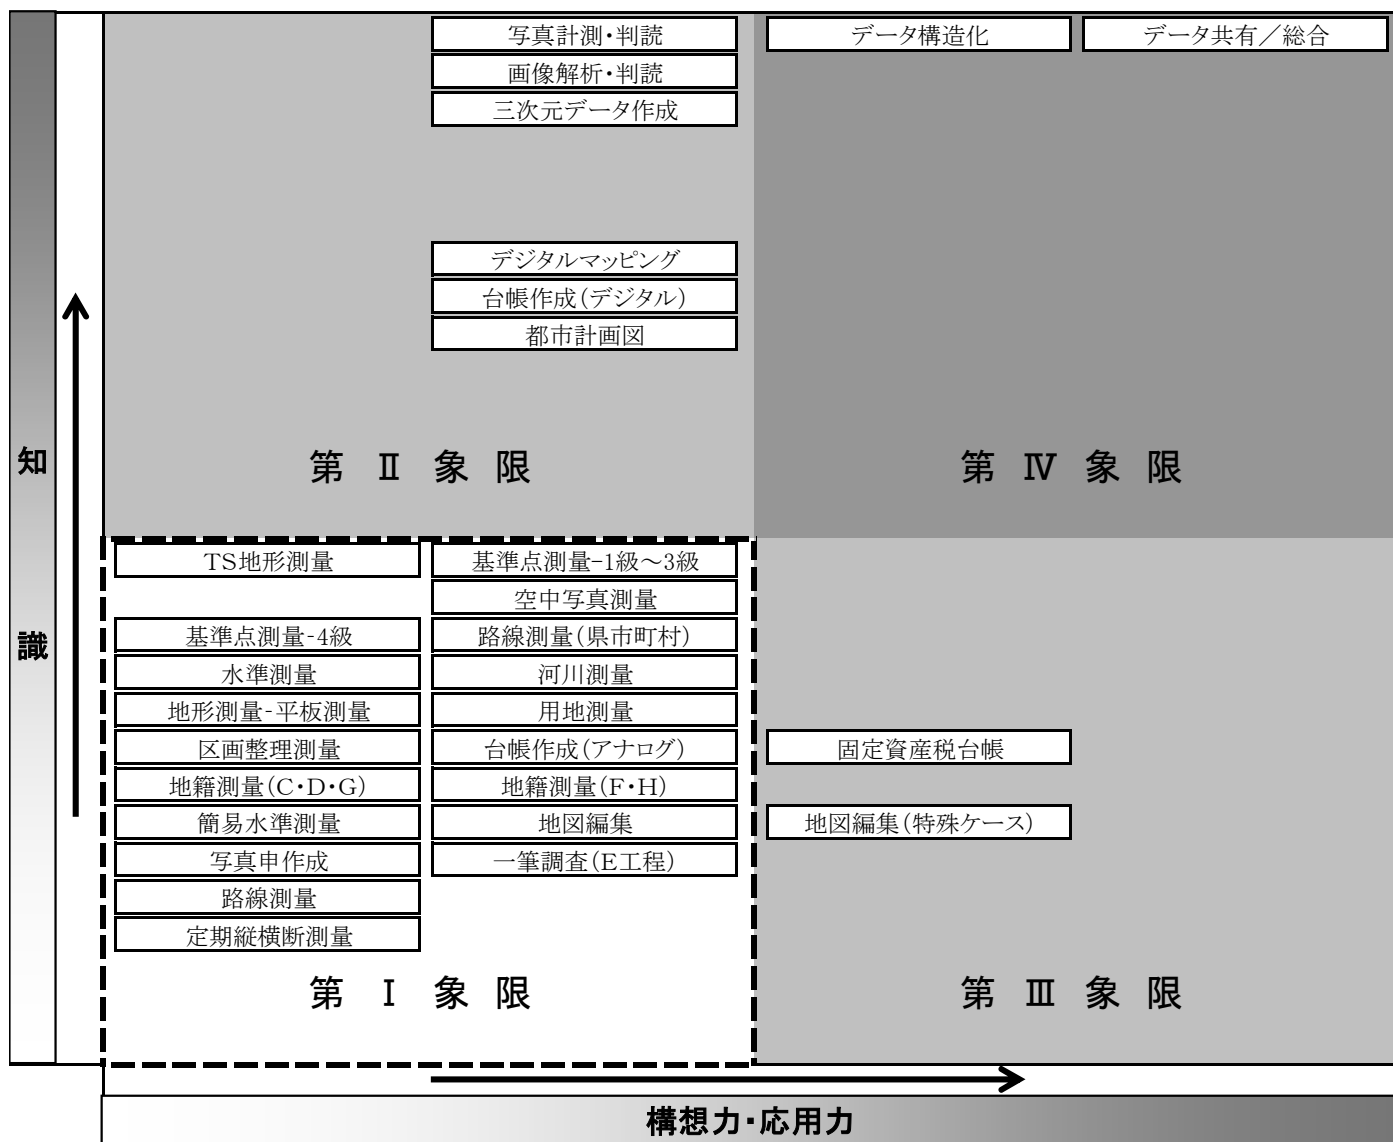 写真計測・判読
データ構造化
データ共有／総合
画像解析・判読
三次元データ作成
デジタルマッピング
台帳作成(デジタル)
都市計画図
知
識
第 Ⅱ 象 限
第 Ⅳ 象 限
TS地形測量
基準点測量-1級～3級
空中写真測量
基準点測量-4級
路線測量(県市町村)
水準測量
河川測量
地形測量-平板測量
用地測量
区画整理測量
台帳作成(アナログ)
固定資産税台帳
地籍測量(C・D・G)
地籍測量(F・H)
簡易水準測量
地図編集
地図編集(特殊ケース)
写真申作成
一筆調査(E工程)
路線測量
定期縦横断測量
第 Ⅰ 象 限
第 Ⅲ 象 限
構想力・応用力